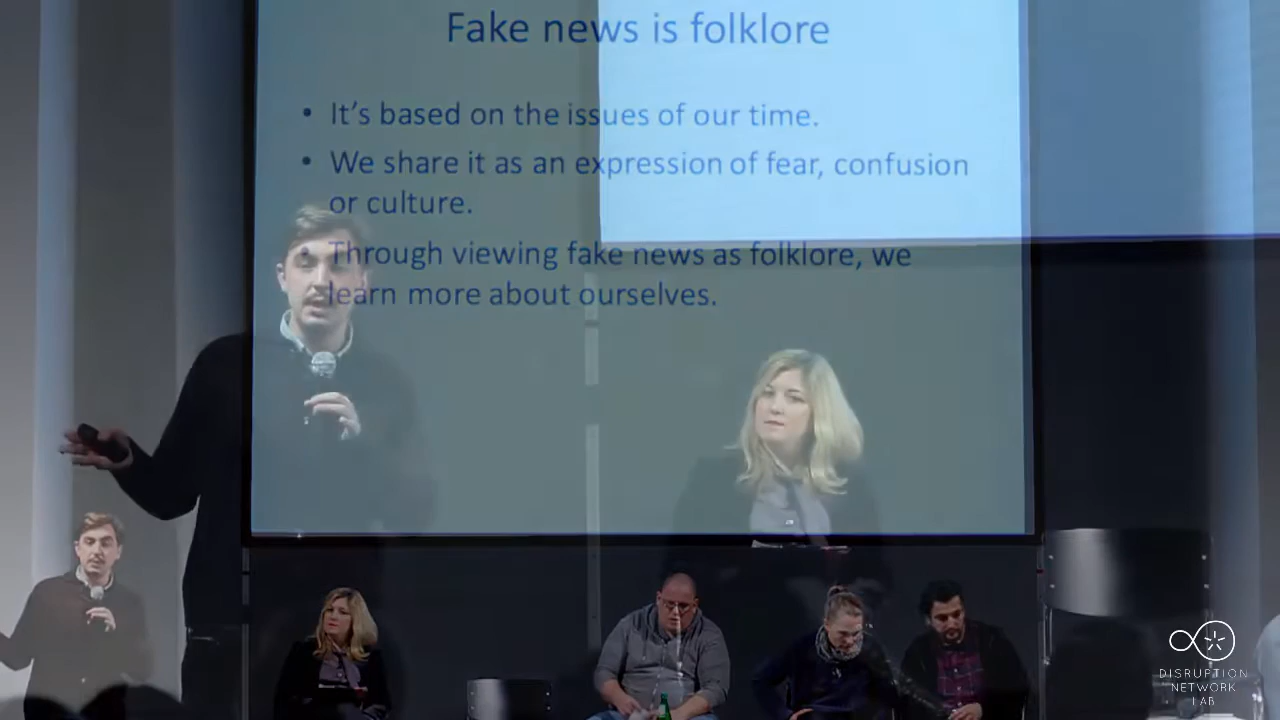 Fake news is folklore
• It's based on the issues of our time.
• We share it as an expression of fear, confusion
or culture.
• Through viewing fake news as folklore, we
learn more about ourselves.
DISRUPTION
NETWORK
LAB